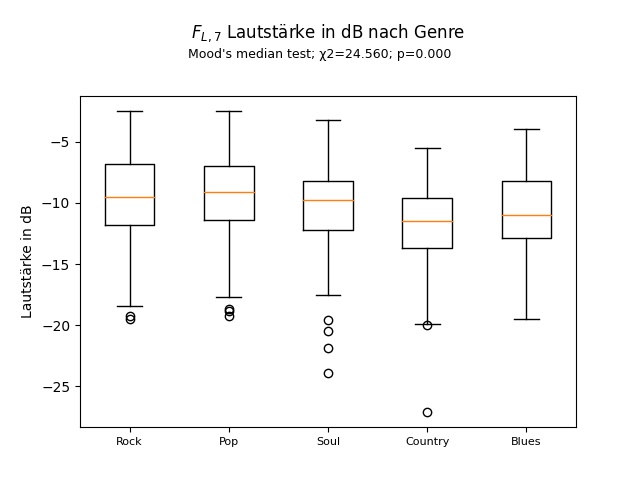 F_{L,7} Lautstärke in dB nach Genre
Mood's median test; χ2=24.560; p=0.000
Lautstärke in dB
−5
−10
−15
−20
−25
Rock Pop Soul Country Blues